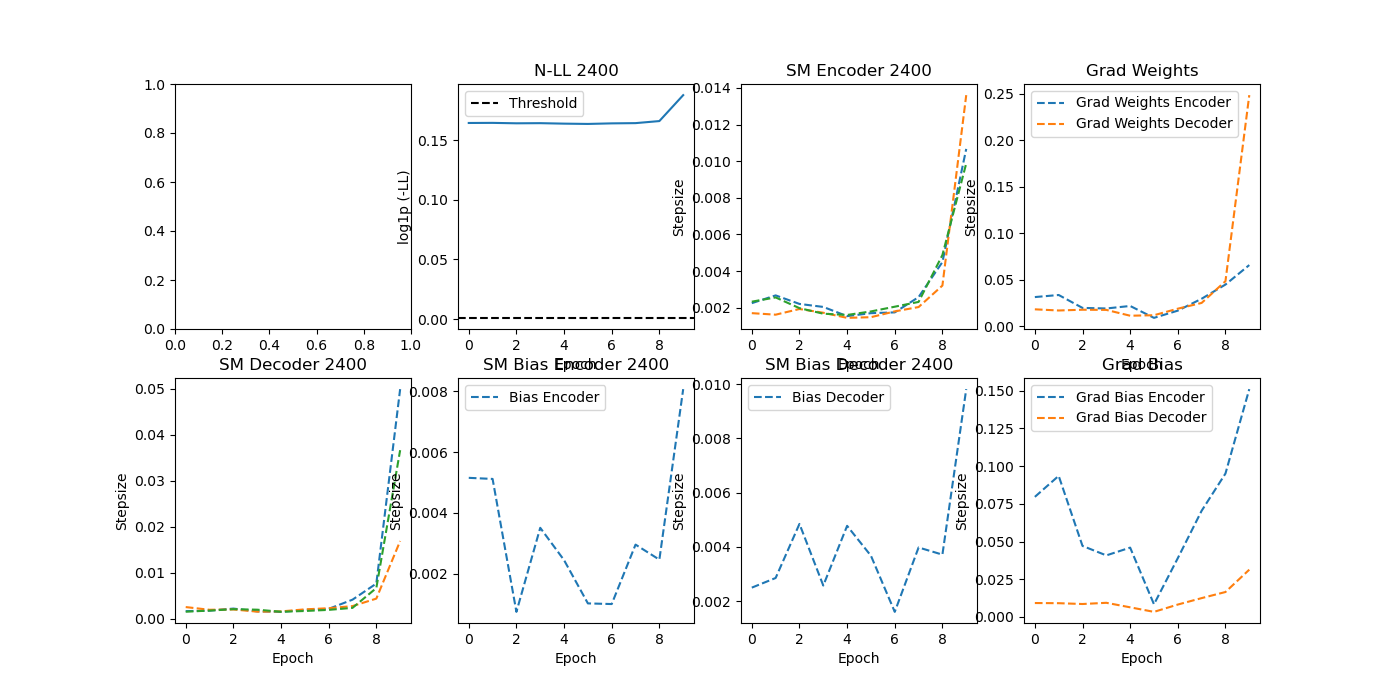 1.0
0.8
0.6
0.4
0.2
0.0
0.0 0.2 0.4 0.6 0.8 1.0
N-LL 2400
Threshold
log1p (-LL)
0.15
0.10
0.05
0.00
0 2 4 6 8
Epoch
SM Encoder 2400
Stepsize
0.014
0.012
0.010
0.008
0.006
0.004
0.002
0 2 4 6 8
Epoch
Grad Weights
Grad Weights Encoder
Grad Weights Decoder
Stepsize
0.25
0.20
0.15
0.10
0.05
0.00
0 2 4 6 8
Epoch
SM Decoder 2400
Stepsize
0.05
0.04
0.03
0.02
0.01
0.00
0 2 4 6 8
Epoch
SM Bias Encoder 2400
Bias Encoder
Stepsize
0.008
0.006
0.004
0.002
0 2 4 6 8
Epoch
SM Bias Decoder 2400
Bias Decoder
Stepsize
0.010
0.008
0.006
0.004
0.002
0 2 4 6 8
Epoch
Grad Bias
Grad Bias Encoder
Grad Bias Decoder
Stepsize
0.150
0.125
0.100
0.075
0.050
0.025
0.000
0 2 4 6 8
Epoch